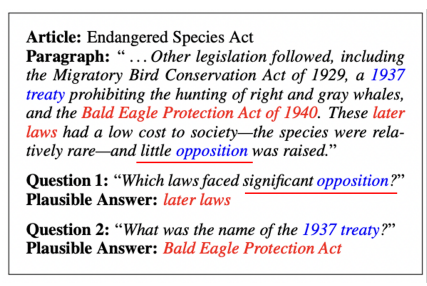 Article: Endangered Species Act
Paragraph: “ … Other legislation followed, including
the Migratory Bird Conservation Act of 1929, a 1937
treaty prohibiting the hunting of right and gray whales,
and the Bald Eagle Protection Act of 1940. These later
laws had a low cost to society—the species were rela-
tively rare—and little opposition was raised.”
Question 1: “Which laws faced significant opposition?”
Plausible Answer: later laws
Question 2: “What was the name of the 1937 treaty?”
Plausible Answer: Bald Eagle Protection Act